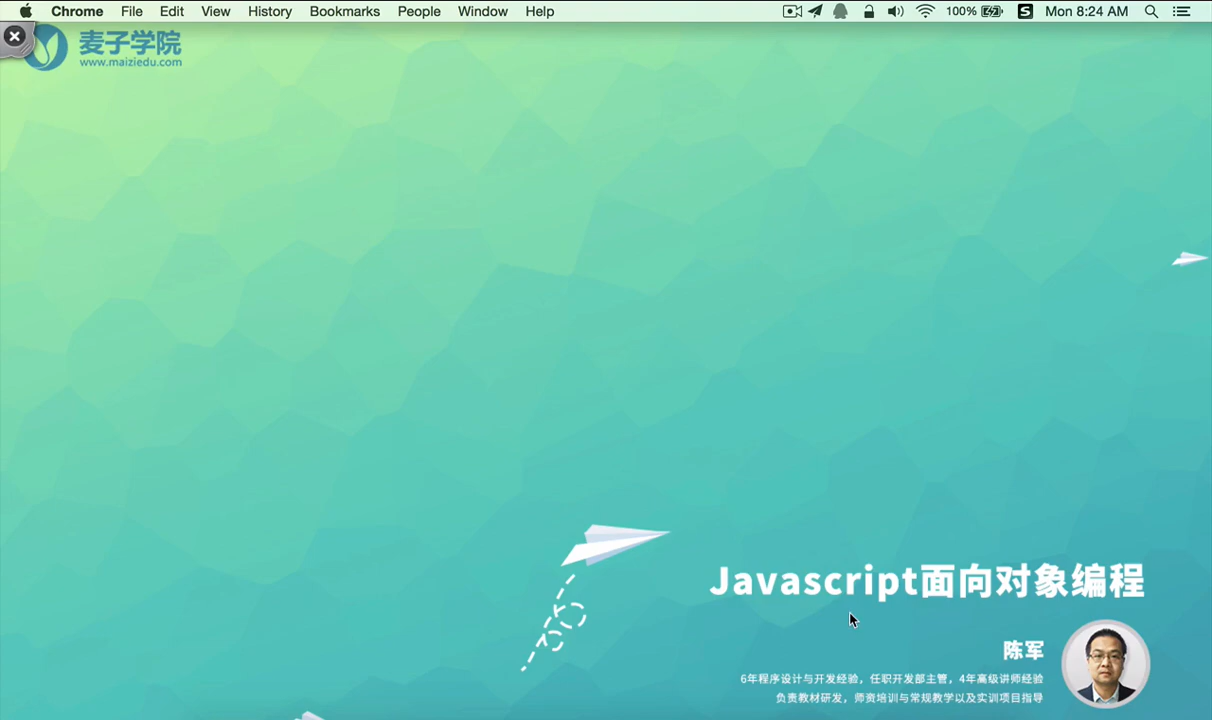 Chrome File Edit View History Bookmarks People Window Help 100% Mon 8:24 AM
麦子学院
www.maiziedu.com
Javascript面向对象编程
陈军
6年程序设计与开发经验，任职开发部主管，4年高级讲师经验
负责教材研发，师资培训与常规教学以及实训项目指导